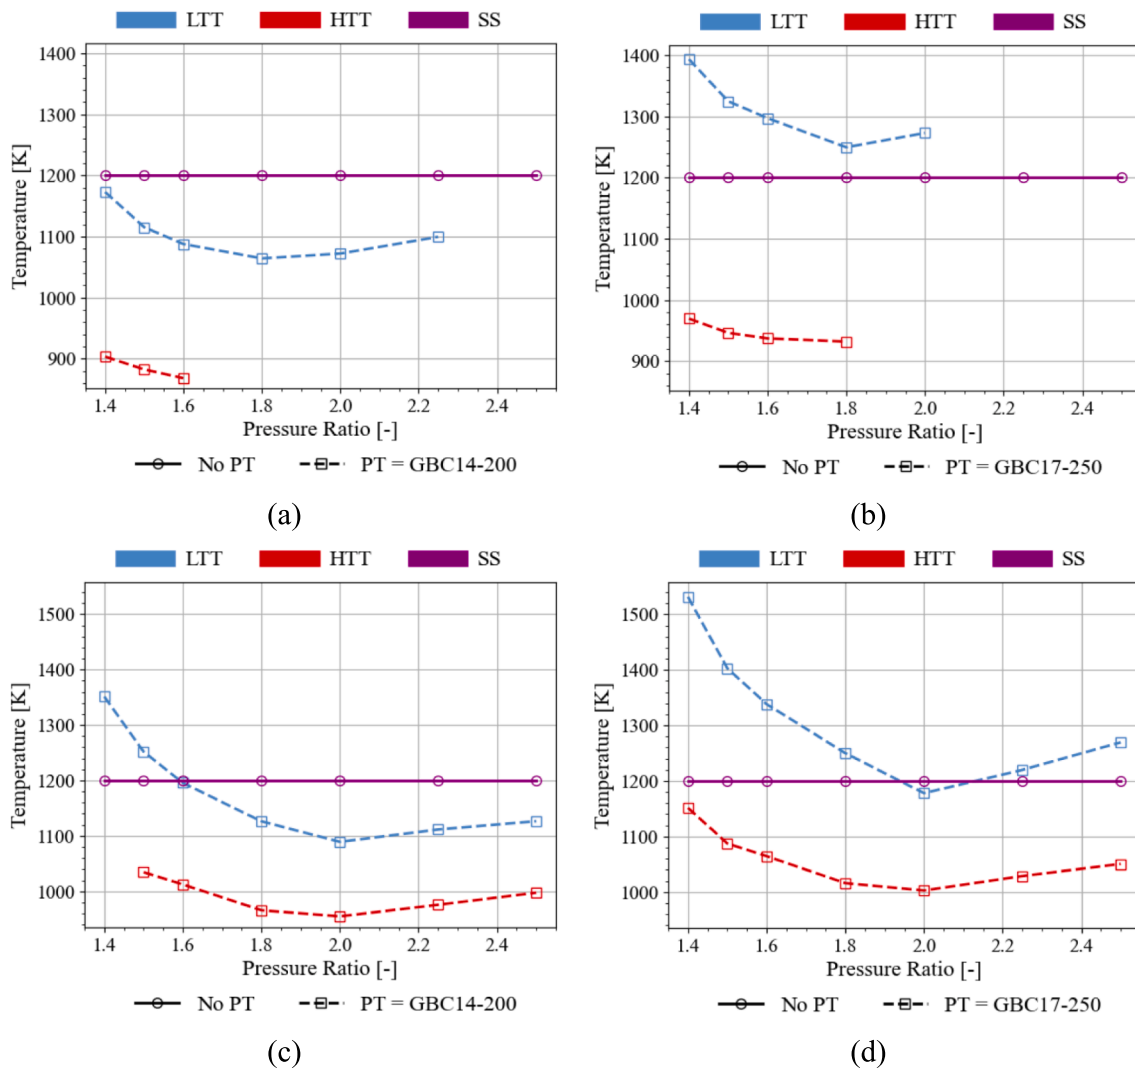 (a)
(b)
LTT HTT SS
LTT HTT SS
Temperature [K]
1400
1300
1200
1100
1000
900
1.4 1.6 1.8 2.0 2.2 2.4
Pressure Ratio [-]
No PT PT = GBC14-200
(a)
Temperature [K]
1400
1300
1200
1100
1000
900
1.4 1.6 1.8 2.0 2.2 2.4
Pressure Ratio [-]
No PT PT = GBC17-250
(b)
LTT HTT SS
Temperature [K]
1500
1400
1300
1200
1100
1000
1.4 1.6 1.8 2.0 2.2 2.4
Pressure Ratio [-]
No PT PT = GBC14-200
(c)
LTT HTT SS
Temperature [K]
1500
1400
1300
1200
1100
1000
1.4 1.6 1.8 2.0 2.2 2.4
Pressure Ratio [-]
No PT PT = GBC17-250
(d)